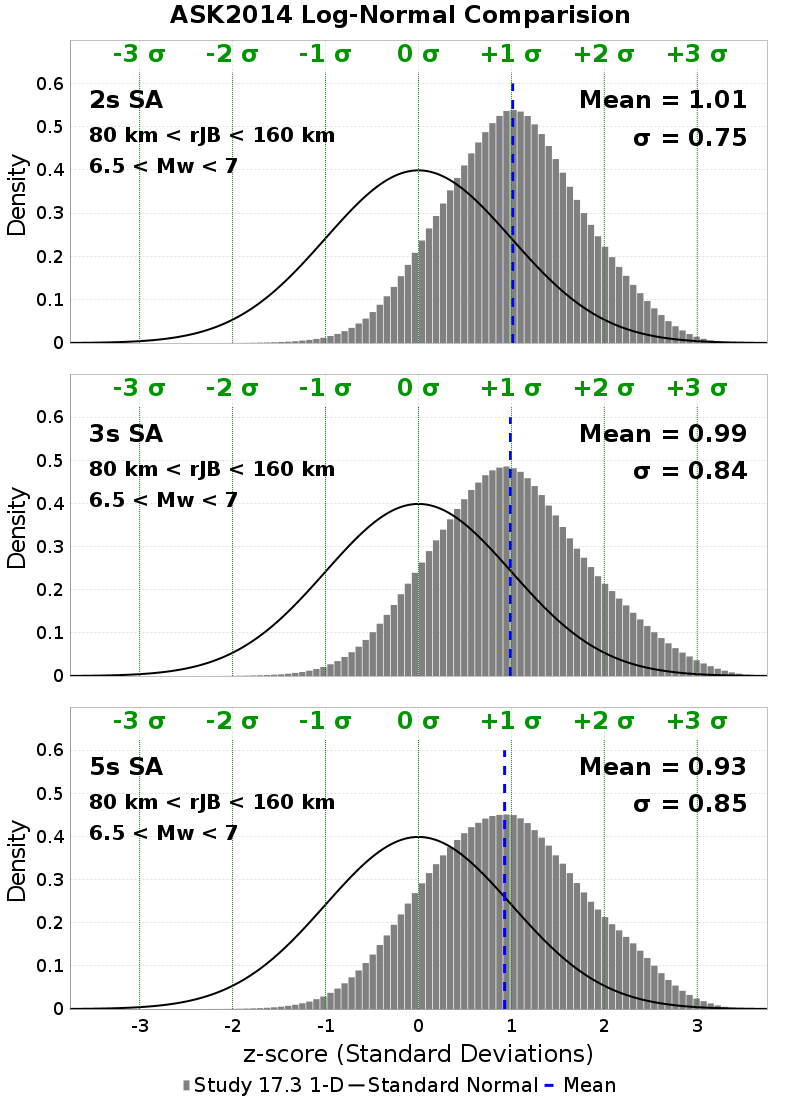 ASK2014 Log-Normal Comparision
-3 σ -2 σ -1 σ 0 σ +1 σ +2 σ +3 σ
0.6
0.5
0.4
0.3
0.2
0.1
0
Density
2s SA
80 km < rJB < 160 km
6.5 < Mw < 7
Mean = 1.01
σ = 0.75
-3 σ -2 σ -1 σ 0 σ +1 σ +2 σ +3 σ
0.6
0.5
0.4
0.3
0.2
0.1
0
Density
3s SA
80 km < rJB < 160 km
6.5 < Mw < 7
Mean = 0.99
σ = 0.84
-3 σ -2 σ -1 σ 0 σ +1 σ +2 σ +3 σ
0.6
0.5
0.4
0.3
0.2
0.1
0
Density
5s SA
80 km < rJB < 160 km
6.5 < Mw < 7
Mean = 0.93
σ = 0.85
-3 -2 -1 0 1 2 3
z-score (Standard Deviations)
Study 17.3 1-D Standard Normal Mean